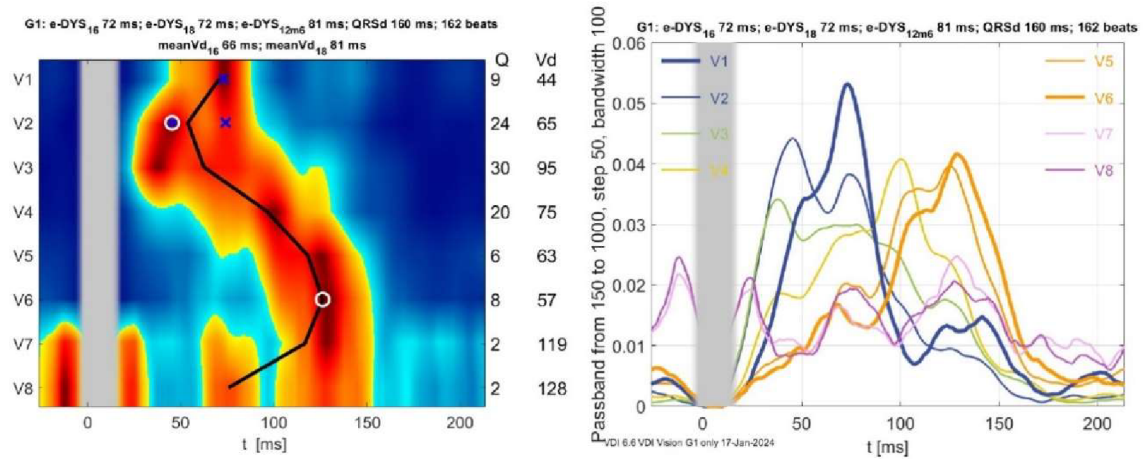 G1: e-DYS16 72 ms; e-DYS18 72 ms; e-DYS12m6 81 ms; QRSd 160 ms; 162 beats
meanVd16 66 ms; meanVd18 81 ms
Q Vd
V1 9 44
V2 24 65
V3 30 95
V4 20 75
V5 6 63
V6 8 57
V7 2 119
V8 2 128
0 50 100 150 200
t [ms]
G1: e-DYS16 72 ms; e-DYS18 72 ms; e-DYS12m6 81 ms; QRSd 160 ms; 162 beats
Passband from 150 to 1000, step 50, bandwidth 100
0.06
0.05
0.04
0.03
0.02
0.01
0
V1 V5
V2 V6
V3 V7
V4 V8
0 50 100 150 200
t [ms]
VDI 6.6 VDI Vision G1 only 17-Jan-2024